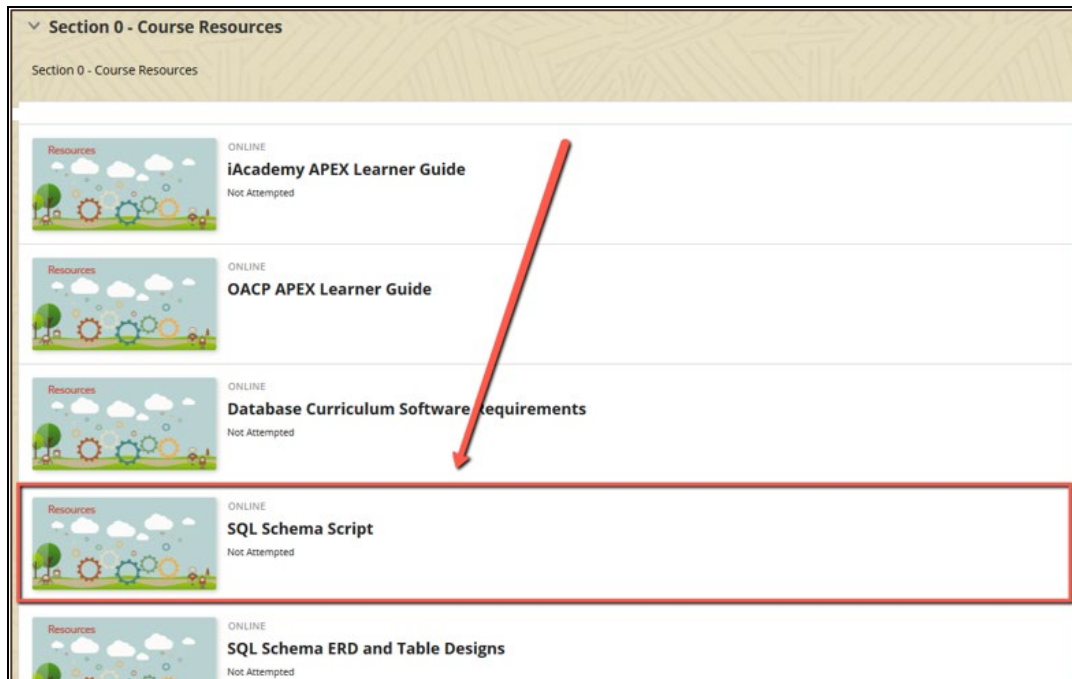 Section 0 - Course Resources
Section 0 - Course Resources
Resources
ONLINE
iAcademy APEX Learner Guide
Not Attempted
Resources
ONLINE
OACP APEX Learner Guide
Resources
ONLINE
Database Curriculum Software Requirements
Not Attempted
Resources
ONLINE
SQL Schema Script
Not Attempted
Resources
ONLINE
SQL Schema ERD and Table Designs
Not Attempted